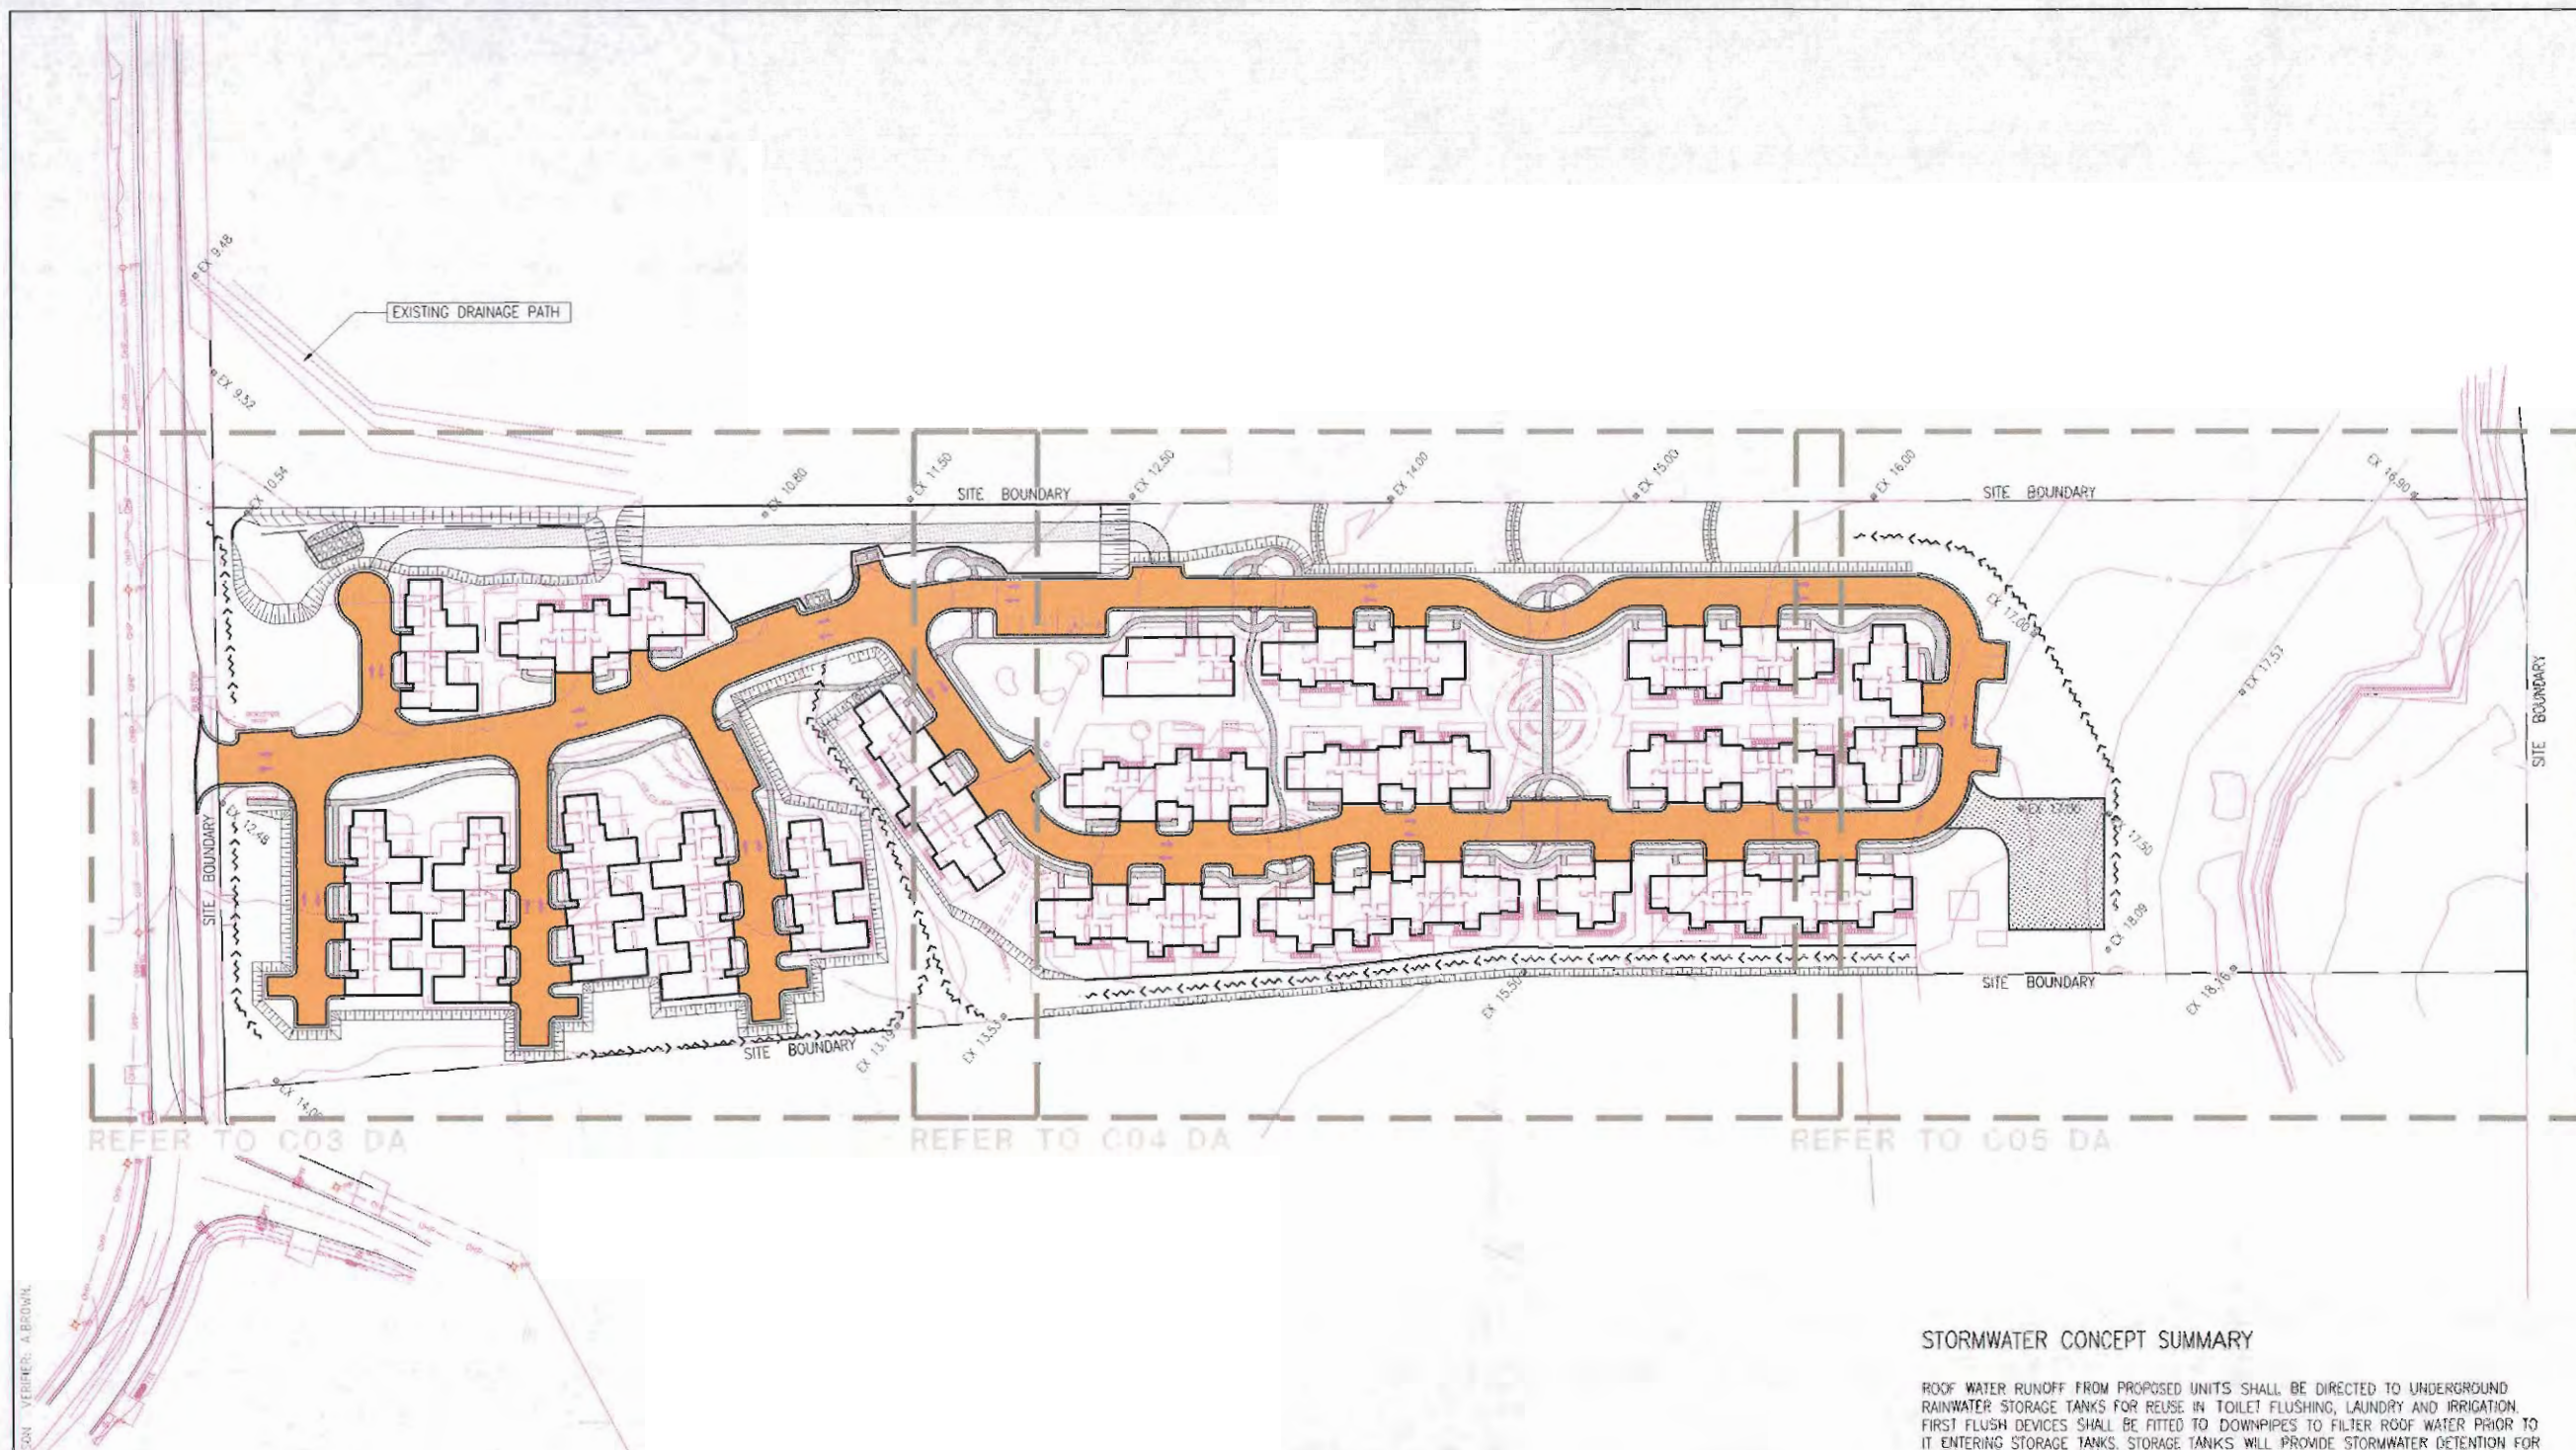 EX 9.48
EXISTING DRAINAGE PATH
EX 9.52
EX 10.54
EX 10.80
EX 11.50
SITE BOUNDARY
EX 12.50
EX 14.00
EX 15.00
EX 16.00
SITE BOUNDARY
EX 16.90
EX 17.00
EX 17.53
SITE BOUNDARY
BUS STOP
EX 12.48
SITE BOUNDARY
EX 17.50
EX 18.09
EX 18.16
SITE BOUNDARY
EX 15.50
EX 13.53
EX 13.19
SITE BOUNDARY
REFER TO C03 DA
REFER TO C04 DA
REFER TO C05 DA
VERIFIER: A.BROWN.
STORMWATER CONCEPT SUMMARY
ROOF WATER RUNOFF FROM PROPOSED UNITS SHALL BE DIRECTED TO UNDERGROUND
RAINWATER STORAGE TANKS FOR REUSE IN TOILET FLUSHING, LAUNDRY AND IRRIGATION.
FIRST FLUSH DEVICES SHALL BE FITTED TO DOWNPIPES TO FILTER ROOF WATER PRIOR TO
IT ENTERING STORAGE TANKS. STORAGE TANKS WILL PROVIDE STORMWATER DETENTION FOR